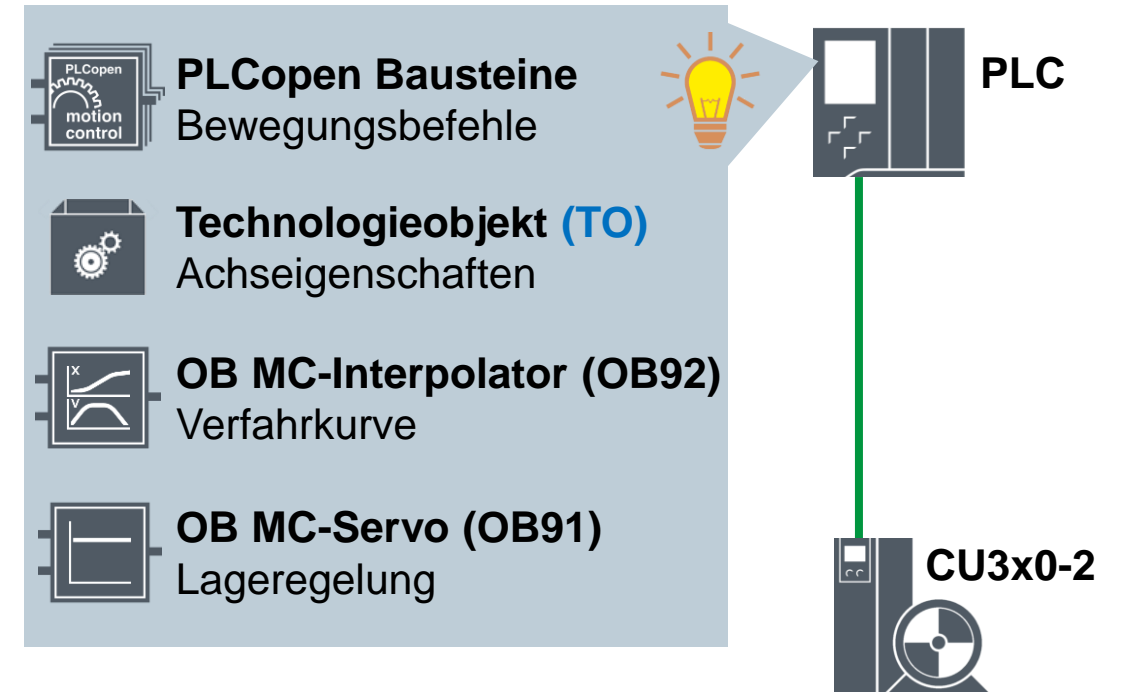 PLCopen
motion
control
PLCopen Bausteine
Bewegungsbefehle
PLC
Technologieobjekt (TO)
Achseigenschaften
X
V
OB MC-Interpolator (OB92)
Verfahrkurve
OB MC-Servo (OB91)
Lageregelung
CU3x0-2